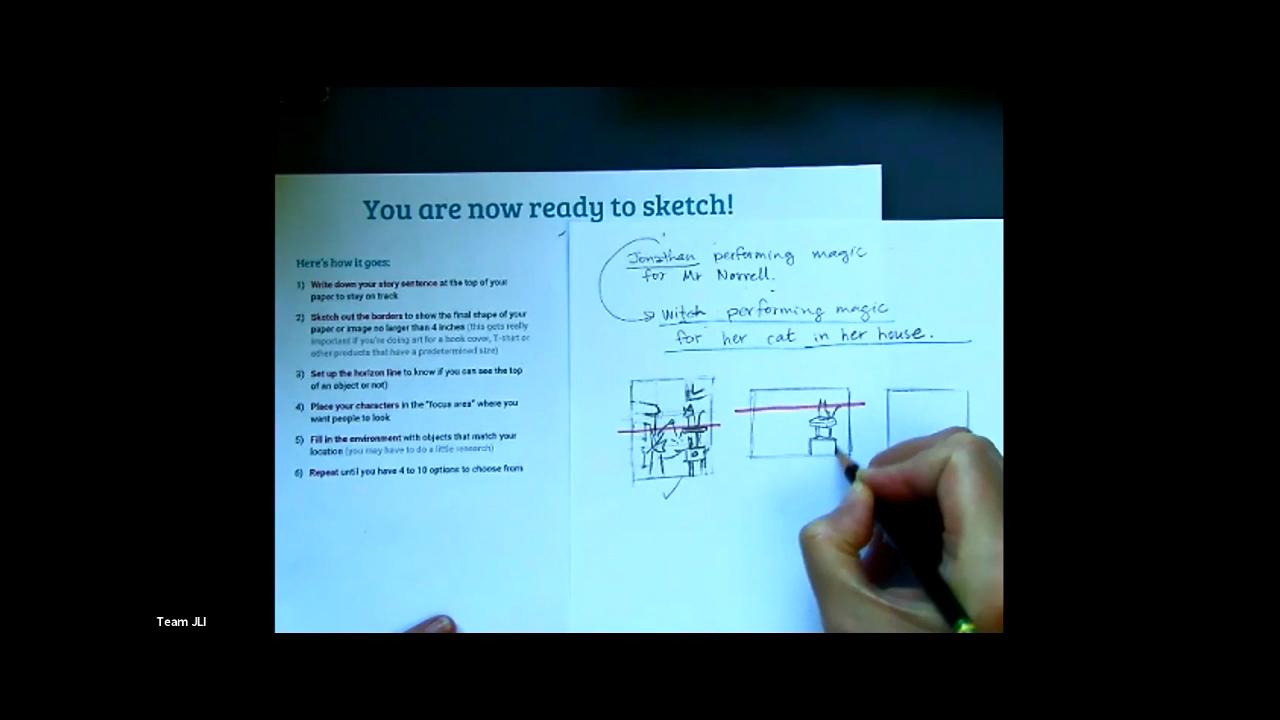 You are now ready to sketch!
Here's how it goes:
1) Write down your story sentence at the top of your
paper to stay on track
2) Sketch out the borders to show the final shape of your
paper or image no larger than 4 inches (this gets really
important if you're doing art for a book cover, T-shirt or
other products that have a predetermined size)
3) Set up the horizon line to know if you can see the top
of an object or not)
4) Place your characters in the "focus area" where you
want people to look
5) Fill in the environment with objects that match your
location (you may have to do a little research)
6) Repeat until you have 4 to 10 options to choose from
Jonathan performing magic
for Mr Norrell.
Witch performing magic
for her cat in her house.
Team JLI